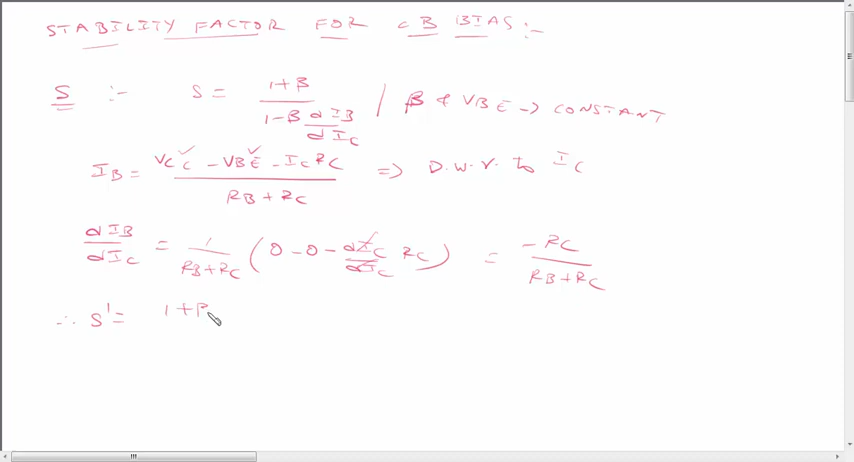 STABILITY FACTOR FOR CB BIAS :-
S :- S = (1+β) / (1-β dIB/dIC) | β & VBE → CONSTANT
IB = (VCC - VBE - ICRC) / (RB+RC) => D.W.r. to IC
dIB/dIC = 1/(RB+RC) (0-0-dIC/dIC RC) = -RC/(RB+RC)
∴ S' = 1+β